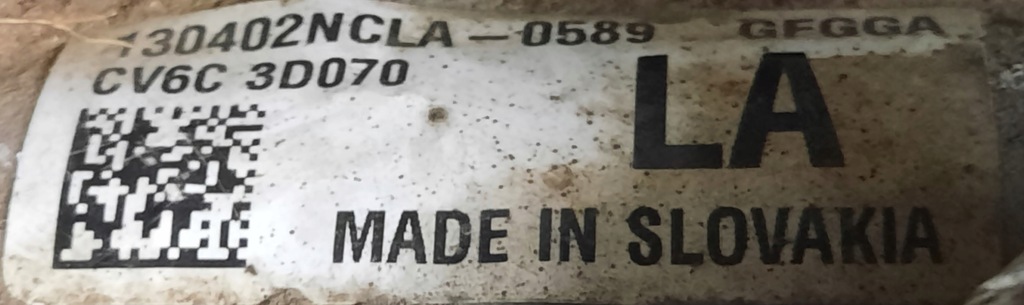 130402NCLA-0589 GFGGA
CV6C 3D070
LA
MADE IN SLOVAKIA